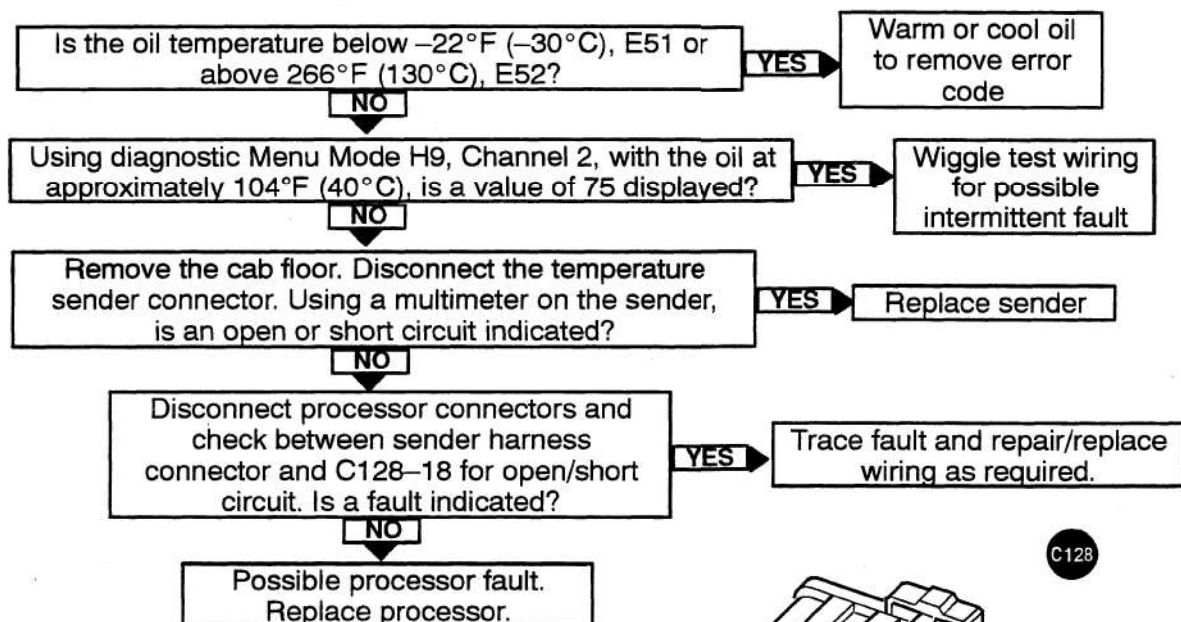 Is the oil temperature below –22°F (–30°C), E51 or
above 266°F (130°C), E52?
YES
Warm or cool oil
to remove error
code
NO
Using diagnostic Menu Mode H9, Channel 2, with the oil at
approximately 104°F (40°C), is a value of 75 displayed?
YES
Wiggle test wiring
for possible
intermittent fault
NO
Remove the cab floor. Disconnect the temperature
sender connector. Using a multimeter on the sender,
is an open or short circuit indicated?
YES
Replace sender
NO
Disconnect processor connectors and
check between sender harness
connector and C128–18 for open/short
circuit. Is a fault indicated?
YES
Trace fault and repair/replace
wiring as required.
NO
Possible processor fault.
Replace processor.
C128